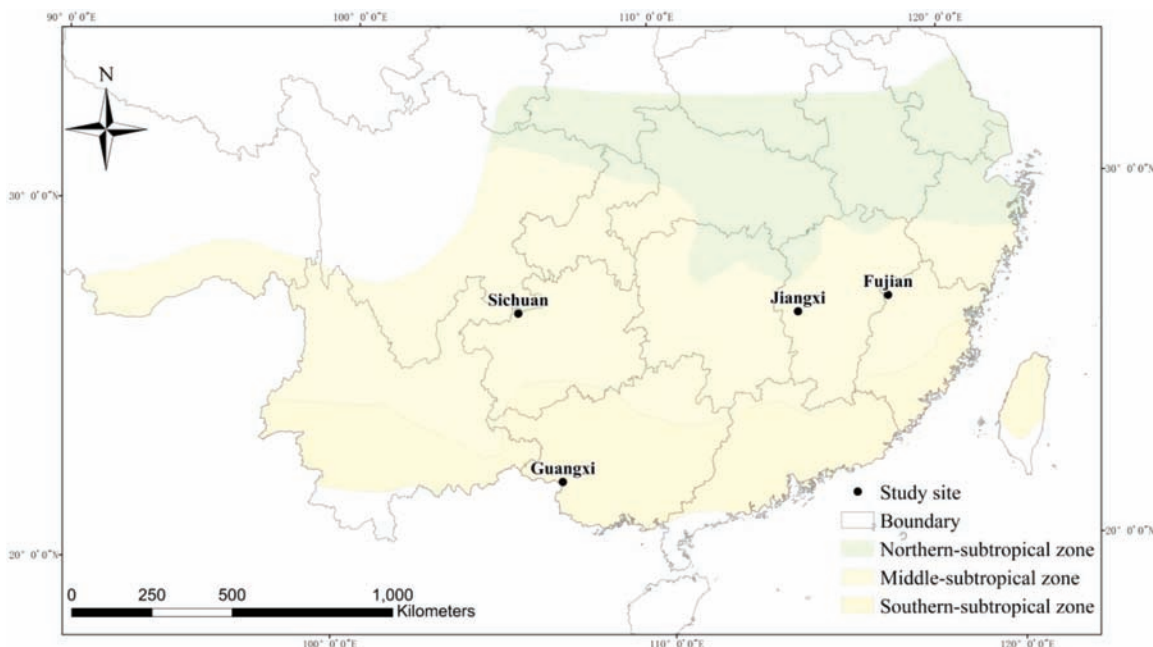 90° 0′0″E 100° 0′0″E 110° 0′0″E 120° 0′0″E
N
30° 0′0″N 30° 0′0″N
Fujian
Sichuan Jiangxi
Guangxi
Study site
Boundary
20° 0′0″N
Northern-subtropical zone
20° 0′0″N
Middle-subtropical zone
Southern-subtropical zone
0 250 500 1,000
Kilometers
100° 0′0″E 110° 0′0″E 120° 0′0″E